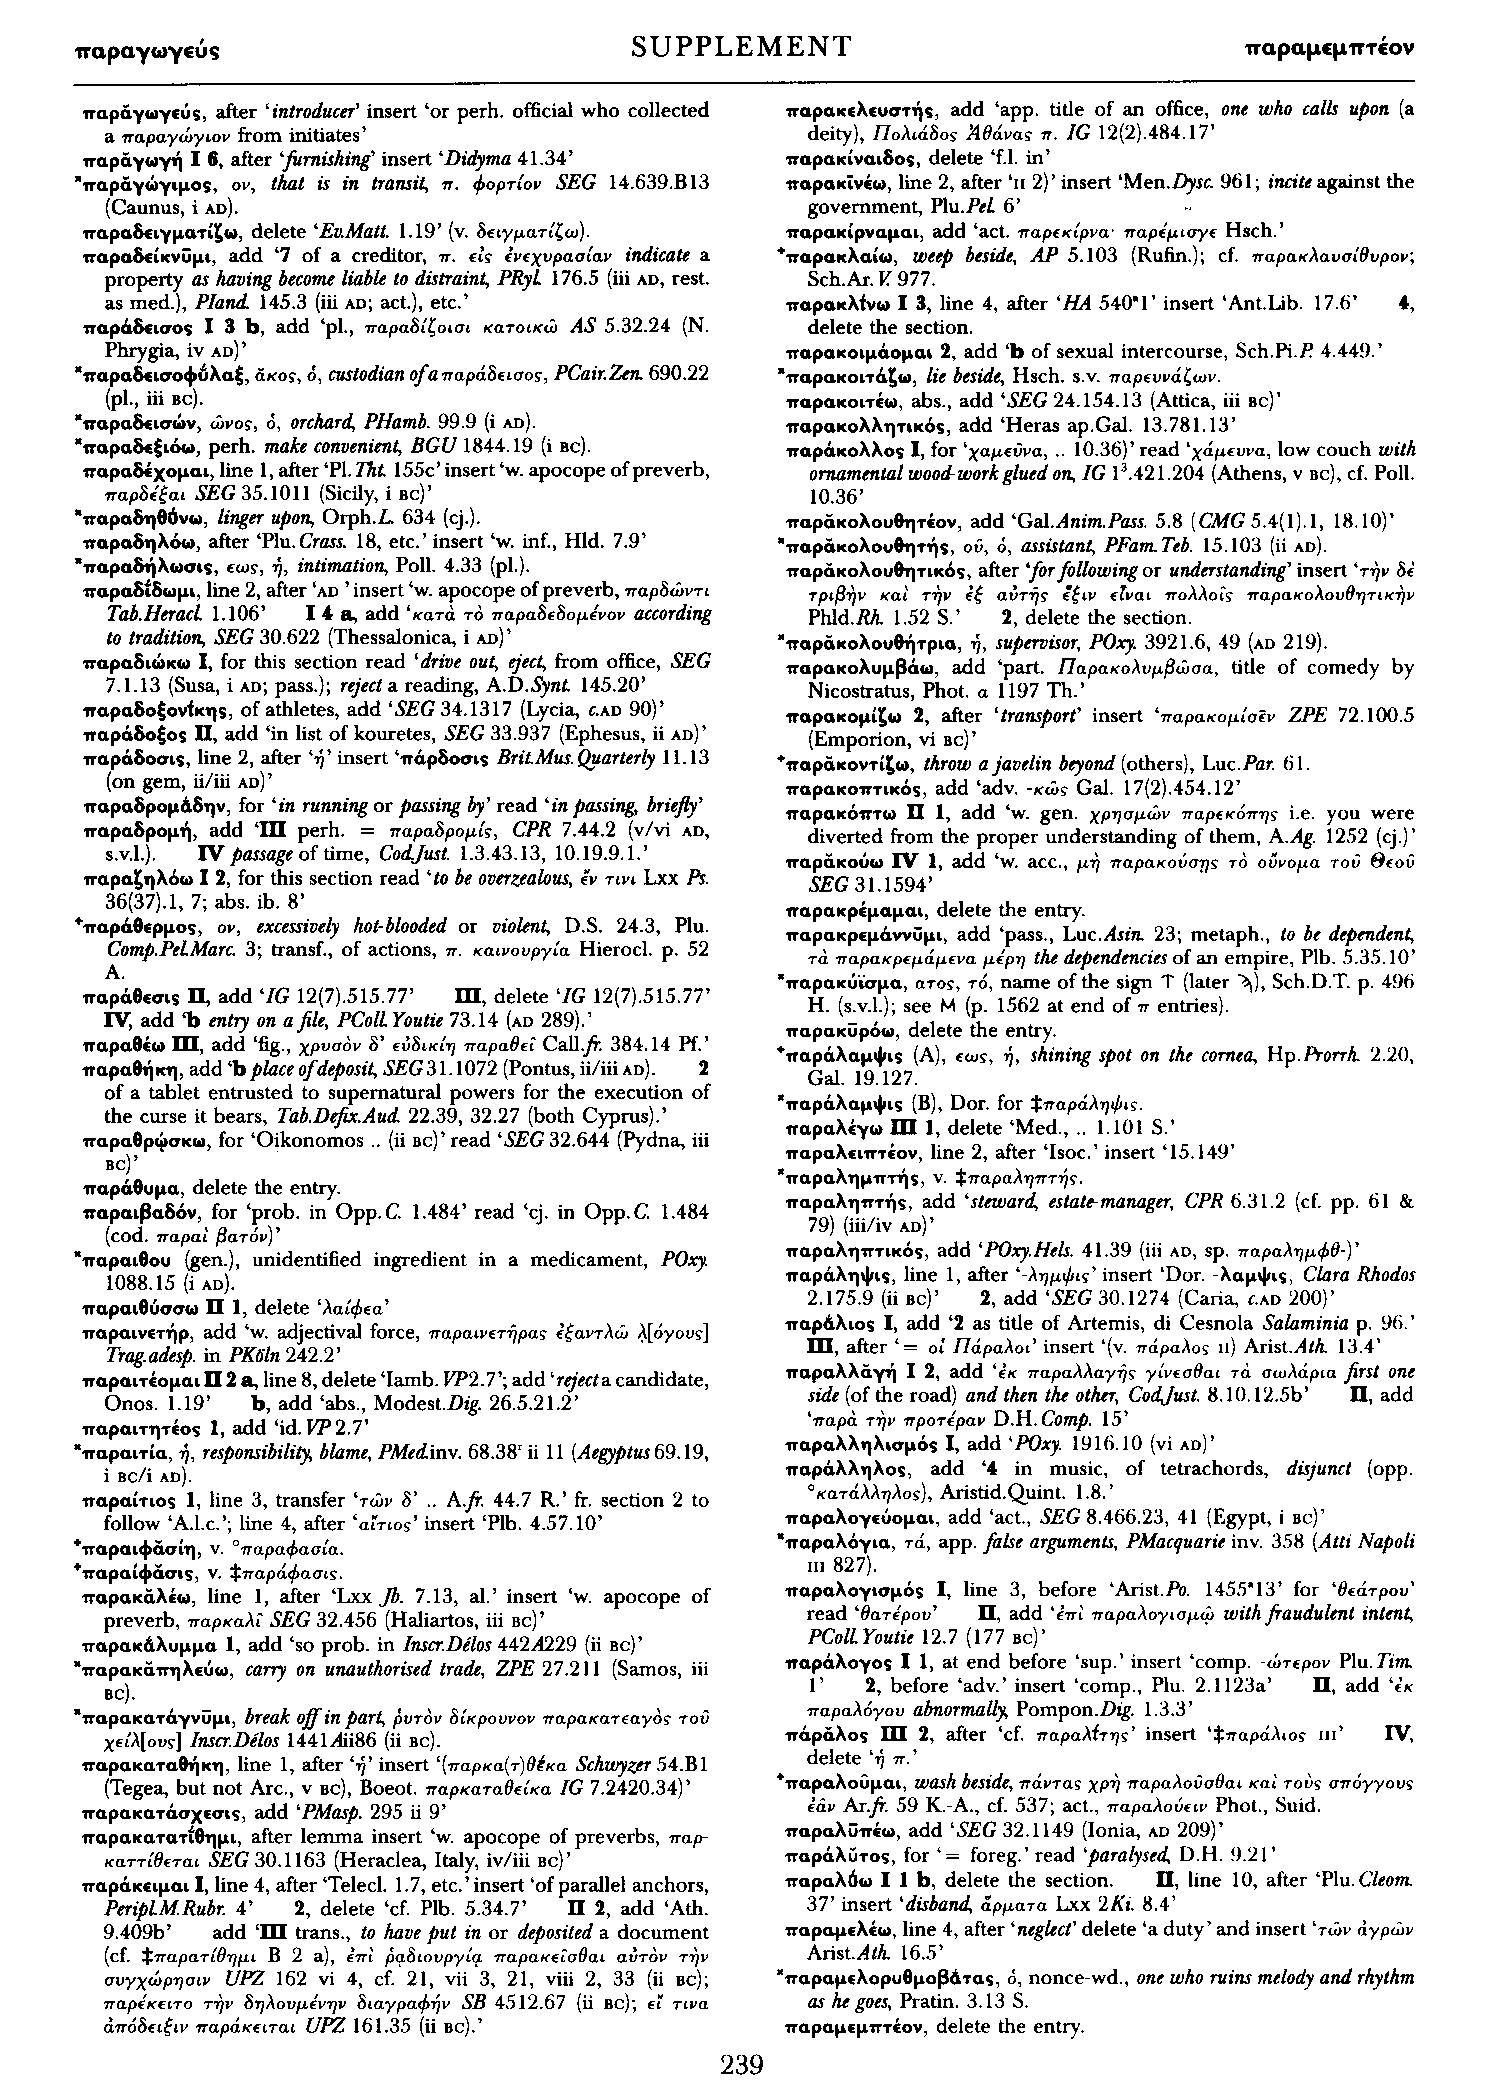 παραγωγεύς SUPPLEMENT παραμεμπτέον
παρᾰγωγεύς, after ‘introducer’ insert ‘or perh. official who collected
a παραγώγιον from initiates’
παρᾰγωγή I 6, after ‘furnishing’ insert ‘Didyma 41.34’
*παρᾰγώγιμος, ον, that is in transit, π. φορτίον SEG 14.639.B13
(Caunus, i AD).
παραδειγματίζω, delete ‘Ev.Matt. 1.19’ (v. δειγματίζω).
παραδείκνῡμι, add ‘7 of a creditor, π. εἰς ἐνεχυρασίαν indicate a
property as having become liable to distraint, PRyl. 176.5 (iii AD, rest.
as med.), PIand. 145.3 (iii AD; act.), etc.’
παράδεισος I 3 b, add ‘pl., παραδίζοισι κατοικῶ AS 5.32.24 (N.
Phrygia, iv AD)’
*παραδεισοφύλαξ, ᾰκος, ὁ, custodian of a παράδεισος, PCair.Zen. 690.22
(pl., iii BC).
*παραδεισών, ῶνος, ὁ, orchard, PHamb. 99.9 (i AD).
*παραδεξιόω, perh. make convenient, BGU 1844.19 (i BC).
παραδέχομαι, line 1, after ‘Pl.Tht. 155c’ insert ‘w. apocope of preverb,
παρδέξαι SEG 35.1011 (Sicily, i BC)’
*παραδηθύνω, linger upon, Orph.L. 634 (cj.).
παραδηλόω, after ‘Plu.Crass. 18, etc.’ insert ‘w. inf., Hld. 7.9’
*παραδήλωσις, εως, ἡ, intimation, Poll. 4.33 (pl.).
παραδίδωμι, line 2, after ‘AD’ insert ‘w. apocope of preverb, παρδώντι
Tab.Heracl. 1.106’ I 4 a, add ‘κατὰ τὸ παραδεδομένον according
to tradition, SEG 30.622 (Thessalonica, i AD)’
παραδιώκω I, for this section read ‘drive out, eject, from office, SEG
7.1.13 (Susa, i AD; pass.); reject a reading, A.D.Synt. 145.20’
παραδοξονίκης, of athletes, add ‘SEG 34.1317 (Lycia, c.AD 90)’
παράδοξος II, add ‘in list of kouretes, SEG 33.937 (Ephesus, ii AD)’
παράδοσις, line 2, after ‘ἡ’ insert ‘πάρδοσις Brit.Mus.Quarterly 11.13
(on gem, ii/iii AD)’
παραδρομάδην, for ‘in running or passing by’ read ‘in passing, briefly’
παραδρομή, add ‘III perh. = παραδρομίς, CPR 7.44.2 (v/vi AD,
s.v.l.). IV passage of time, Cod.Just. 1.3.43.13, 10.19.9.1.’
παραζηλόω I 2, for this section read ‘to be overzealous, ἔν τινι Lxx Ps.
36(37).1, 7; abs. ib. 8’
⁺παράθερμος, ον, excessively hot-blooded or violent, D.S. 24.3, Plu.
Comp.Pel.Marc. 3; transf., of actions, π. καινουργία Hierocl. p. 52
A.
παράθεσις II, add ‘IG 12(7).515.77’ III, delete ‘IG 12(7).515.77’
IV, add ‘b entry on a file, PColl.Youtie 73.14 (AD 289).’
παραθέω III, add ‘fig., χρυσὸν δ’ εὐδικίη παραθεῖ Call.fr. 384.14 Pf.’
παραθήκη, add ‘b place of deposit, SEG 31.1072 (Pontus, ii/iii AD). 2
of a tablet entrusted to supernatural powers for the execution of
the curse it bears, Tab.Defix.Aud. 22.39, 32.27 (both Cyprus).’
παραθρῴσκω, for ‘Oikonomos .. (ii BC)’ read ‘SEG 32.644 (Pydna, iii
BC)’
παράθυμα, delete the entry.
παραιβαδόν, for ‘prob. in Opp.C. 1.484’ read ‘cj. in Opp.C. 1.484
(cod. παραὶ βατόν)’
*παραιθου (gen.), unidentified ingredient in a medicament, POxy.
1088.15 (i AD).
παραιθύσσω II 1, delete ‘λαίφεα’
παραινετήρ, add ‘w. adjectival force, παραινετῆρας ἐξαντλῶ λ[όγους]
Trag.adesp. in PKöln 242.2’
παραιτέομαι II 2 a, line 8, delete ‘Iamb.VP 2.7’; add ‘reject a candidate,
Onos. 1.19’ b, add ‘abs., Modest.Dig. 26.5.21.2’
παραιτητέος 1, add ‘id.VP 2.7’
*παραιτία, ἡ, responsibility, blame, PMed.inv. 68.38ʳ ii 11 (Aegyptus 69.19,
i BC/i AD).
παραίτιος 1, line 3, transfer ‘τῶν δ’ .. A.fr. 44.7 R.’ fr. section 2 to
follow ‘A.l.c.’; line 4, after ‘αἴτιος’ insert ‘Plb. 4.57.10’
⁺παραιφᾰσίη, v. °παραφασία.
⁺παραίφᾰσις, v. ‡παράφασις.
παρακᾰλέω, line 1, after ‘Lxx Jb. 7.13, al.’ insert ‘w. apocope of
preverb, παρκαλῖ SEG 32.456 (Haliartos, iii BC)’
παρακάλυμμα 1, add ‘so prob. in Inscr.Délos 442A229 (ii BC)’
*παρακᾰπηλεύω, carry on unauthorised trade, ZPE 27.211 (Samos, iii
BC).
*παρακατάγνῡμι, break off in part, ῥυτὸν δίκρουνον παρακατεαγὸς τοῦ
χείλ[ους] Inscr.Délos 1441Aii86 (ii BC).
παρακαταθήκη, line 1, after ‘ἡ’ insert ‘(παρκα(τ)θέκα Schwyzer 54.B1
(Tegea, but not Arc., v BC), Boeot. παρκαταθείκα IG 7.2420.34)’
παρακατάσχεσις, add ‘PMasp. 295 ii 9’
παρακατατίθημι, after lemma insert ‘w. apocope of preverbs, παρ-
καττίθεται SEG 30.1163 (Heraclea, Italy, iv/iii BC)’
παράκειμαι I, line 4, after ‘Telecl. 1.7, etc.’ insert ‘of parallel anchors,
Peripl.M.Rubr. 4’ 2, delete ‘cf. Plb. 5.34.7’ II 2, add ‘Ath.
9.409b’ add ‘III trans., to have put in or deposited a document
(cf. ‡παρατίθημι B 2 a), ἐπὶ ῥᾳδιουργίᾳ παρακεῖσθαι αὐτὸν τὴν
συγχώρησιν UPZ 162 vi 4, cf. 21, vii 3, 21, viii 2, 33 (ii BC);
παρέκειτο τὴν δηλουμένην διαγραφήν SB 4512.67 (ii BC); εἴ τινα
ἀπόδειξιν παράκειται UPZ 161.35 (ii BC).’
παρακελευστής, add ‘app. title of an office, one who calls upon (a
deity), Πολιάδος Ἀθάνας π. IG 12(2).484.17’
παρακίναιδος, delete ‘f.l. in’
παρακῑνέω, line 2, after ‘II 2)’ insert ‘Men.Dysc. 961; incite against the
government, Plu.Pel. 6’
παρακίρναμαι, add ‘act. παρεκίρνα· παρέμισγε Hsch.’
⁺παρακλαίω, weep beside, AP 5.103 (Rufin.); cf. παρακλαυσίθυρον;
Sch.Ar.V. 977.
παρακλίνω I 3, line 4, after ‘HA 540ᵃ1’ insert ‘Ant.Lib. 17.6’ 4,
delete the section.
παρακοιμάομαι 2, add ‘b of sexual intercourse, Sch.Pi.P. 4.449.’
*παρακοιτάζω, lie beside, Hsch. s.v. παρευνάζων.
παρακοιτέω, abs., add ‘SEG 24.154.13 (Attica, iii BC)’
παρακολλητικός, add ‘Heras ap.Gal. 13.781.13’
παράκολλος I, for ‘χαμεῦνα, .. 10.36)’ read ‘χάμευνα, low couch with
ornamental wood-work glued on, IG 1³.421.204 (Athens, v BC), cf. Poll.
10.36’
παρᾰκολουθητέον, add ‘Gal.Anim.Pass. 5.8 (CMG 5.4(1).1, 18.10)’
*παρᾰκολουθητής, οῦ, ὁ, assistant, PFam.Teb. 15.103 (ii AD).
παρᾰκολουθητικός, after ‘for following or understanding’ insert ‘τὴν δὲ
τριβὴν καὶ τὴν ἐξ αὐτῆς ἕξιν εἶναι πολλοῖς παρακολουθητικὴν
Phld.Rh. 1.52 S.’ 2, delete the section.
*παρᾰκολουθήτρια, ἡ, supervisor, POxy. 3921.6, 49 (AD 219).
παρακολυμβάω, add ‘part. Παρακολυμβῶσα, title of comedy by
Nicostratus, Phot. α 1197 Th.’
παρακομίζω 2, after ‘transport’ insert ‘παρακομίσε̄ν ZPE 72.100.5
(Emporion, vi BC)’
⁺παρᾰκοντίζω, throw a javelin beyond (others), Luc.Par. 61.
παρακοπτικός, add ‘adv. -κῶς Gal. 17(2).454.12’
παρακόπτω II 1, add ‘w. gen. χρησμῶν παρεκόπης i.e. you were
diverted from the proper understanding of them, A.Ag. 1252 (cj.)’
παρᾰκούω IV 1, add ‘w. acc., μὴ παρακούσῃς τὸ οὔνομα τοῦ Θεοῦ
SEG 31.1594’
παρακρέμαμαι, delete the entry.
παρακρεμάννῡμι, add ‘pass., Luc.Asin. 23; metaph., to be dependent,
τὰ παρακρεμάμενα μέρη the dependencies of an empire, Plb. 5.35.10’
*παρακύϊσμα, ατος, τό, name of the sign Ͳ (later ϡ), Sch.D.T. p. 496
H. (s.v.l.); see Ϻ (p. 1562 at end of π entries).
παρακῡρόω, delete the entry.
⁺παράλαμψις (A), εως, ἡ, shining spot on the cornea, Hp.Prorrh. 2.20,
Gal. 19.127.
*παράλαμψις (B), Dor. for ‡παράληψις.
παραλέγω III 1, delete ‘Med., .. 1.101 S.’
παραλειπτέον, line 2, after ‘Isoc.’ insert ‘15.149’
*παραλημπτής, v. ‡παραληπτής.
παραληπτής, add ‘steward, estate-manager, CPR 6.31.2 (cf. pp. 61 &
79) (iii/iv AD)’
παραληπτικός, add ‘POxy.Hels. 41.39 (iii AD, sp. παραλημφθ-)’
παράληψις, line 1, after ‘-λημψις’ insert ‘Dor. -λαμψις, Clara Rhodos
2.175.9 (ii BC)’ 2, add ‘SEG 30.1274 (Caria, c.AD 200)’
παράλιος I, add ‘2 as title of Artemis, di Cesnola Salaminia p. 96.’
III, after ‘= οἱ Πάραλοι’ insert ‘(v. πάραλος II) Arist.Ath. 13.4’
παραλλᾰγή I 2, add ‘ἐκ παραλλαγῆς γίνεσθαι τὰ σωλάρια first one
side (of the road) and then the other, Cod.Just. 8.10.12.5b’ II, add
‘παρὰ τὴν προτέραν D.H.Comp. 15’
παραλληλισμός I, add ‘POxy. 1916.10 (vi AD)’
παράλληλος, add ‘4 in music, of tetrachords, disjunct (opp.
°κατάλληλος), Aristid.Quint. 1.8.’
παραλογεύομαι, add ‘act., SEG 8.466.23, 41 (Egypt, i BC)’
*παραλόγια, τά, app. false arguments, PMacquarie inv. 358 (Atti Napoli
III 827).
παραλογισμός I, line 3, before ‘Arist.Po. 1455ᵃ13’ for ‘θεάτρου’
read ‘θατέρου’ II, add ‘ἐπὶ παραλογισμῷ with fraudulent intent,
PColl.Youtie 12.7 (177 BC)’
παράλογος I 1, at end before ‘sup.’ insert ‘comp. -ώτερον Plu.Tim.
1’ 2, before ‘adv.’ insert ‘comp., Plu. 2.1123a’ II, add ‘ἐκ
παραλόγου abnormally, Pompon.Dig. 1.3.3’
πάρᾰλος III 2, after ‘cf. παραλίτης’ insert ‘‡παράλιος III’ IV,
delete ‘ἡ π.’
⁺παραλοῦμαι, wash beside, πάντας χρὴ παραλοῦσθαι καὶ τοὺς σπόγγους
ἐᾶν Ar.fr. 59 K.-A., cf. 537; act., παραλούειν Phot., Suid.
παραλῡπέω, add ‘SEG 32.1149 (Ionia, AD 209)’
παράλῠτος, for ‘= foreg.’ read ‘paralysed, D.H. 9.21’
παραλύω I 1 b, delete the section. II, line 10, after ‘Plu.Cleom.
37’ insert ‘disband, ἅρματα Lxx 2Ki. 8.4’
παραμελέω, line 4, after ‘neglect’ delete ‘a duty’ and insert ‘τῶν ἀγρῶν
Arist.Ath. 16.5’
*παραμελορυθμοβάτας, ὁ, nonce-wd., one who ruins melody and rhythm
as he goes, Pratin. 3.13 S.
παραμεμπτέον, delete the entry.
239